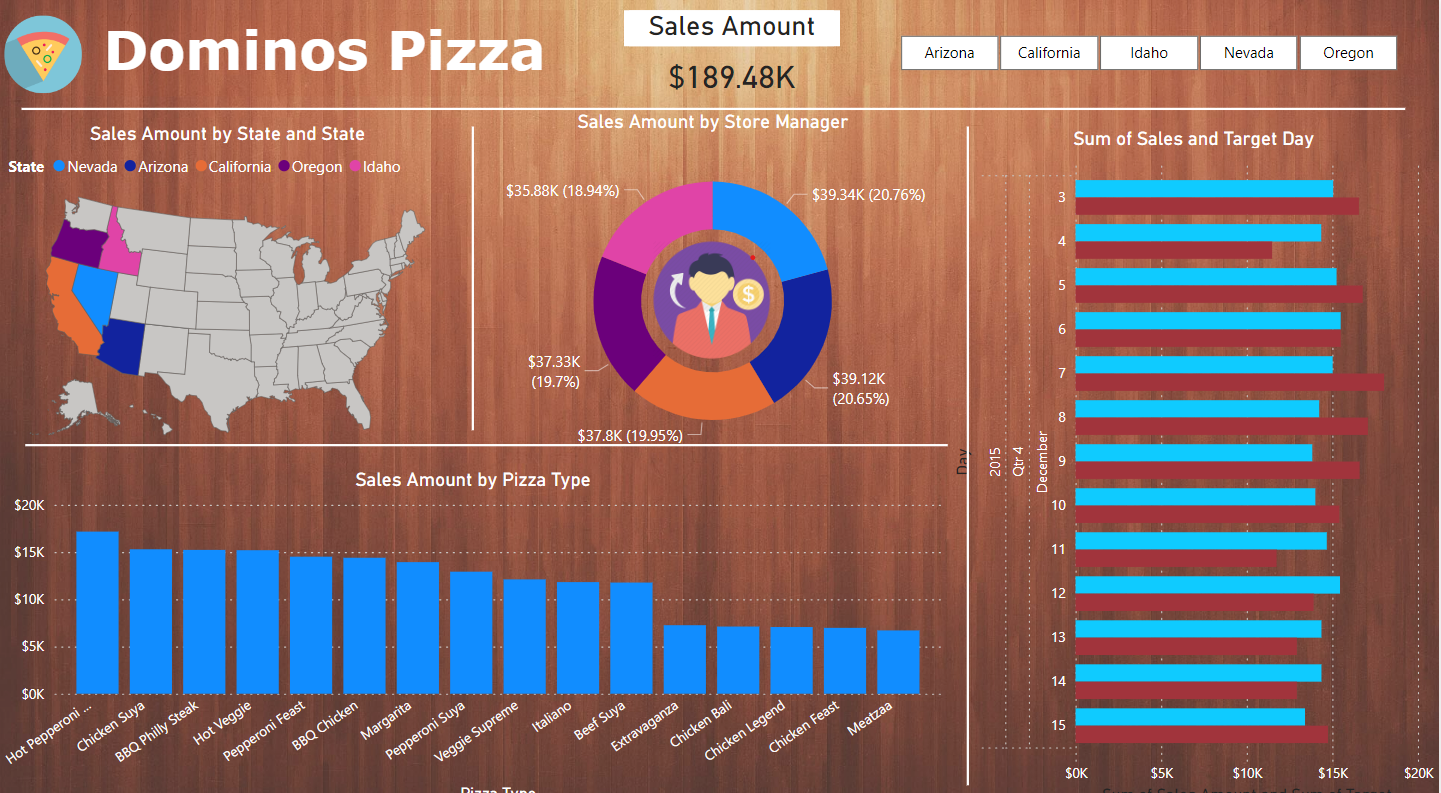 Dominos Pizza
Sales Amount
$189.48K
Arizona
California
Idaho
Nevada
Oregon
Sales Amount by State and State
State Nevada Arizona California Oregon Idaho
Sales Amount by Store Manager
$35.88K (18.94%)
$39.34K (20.76%)
$37.33K
(19.7%)
$39.12K
(20.65%)
$37.8K (19.95%)
$
Sales Amount by Pizza Type
$20K
$15K
$10K
$5K
$0K
Hot Pepperoni ...
Chicken Suya
BBQ Philly Steak
Hot Veggie
Pepperoni Feast
BBQ Chicken
Margarita
Pepperoni Suya
Veggie Supreme
Italiano
Beef Suya
Extravaganza
Chicken Bali
Chicken Legend
Chicken Feast
Meatzaa
Pizza Type
Sum of Sales and Target Day
Day
2015
Qtr 4
December
3
4
5
6
7
8
9
10
11
12
13
14
15
$0K
$5K
$10K
$15K
$20K
Sum of Sales Amount and Sum of Target